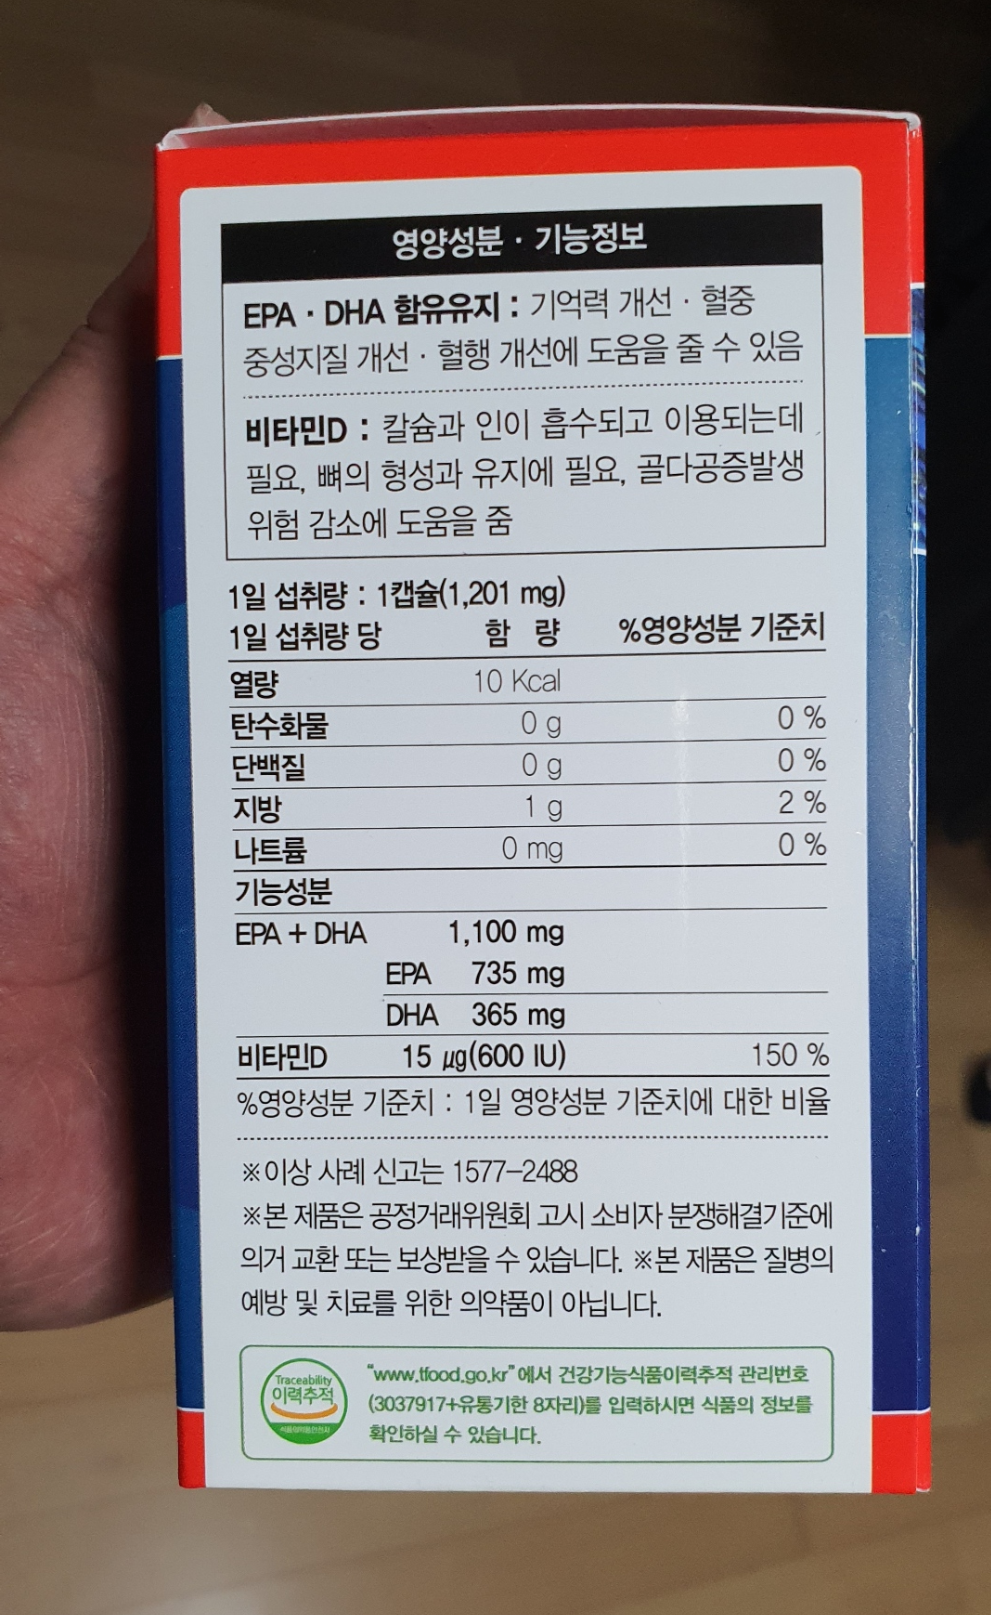 영양성분 · 기능정보
EPA · DHA 함유유지 : 기억력 개선 · 혈중
중성지질 개선 · 혈행 개선에 도움을 줄 수 있음
비타민D : 칼슘과 인이 흡수되고 이용되는데
필요, 뼈의 형성과 유지에 필요, 골다공증발생
위험 감소에 도움을 줌
1일 섭취량 : 1캡슐(1,201 mg)
1일 섭취량 당 함 량 %영양성분 기준치
열량 10 Kcal
탄수화물 0 g 0 %
단백질 0 g 0 %
지방 1 g 2 %
나트륨 0 mg 0 %
기능성분
EPA + DHA 1,100 mg
EPA 735 mg
DHA 365 mg
비타민D 15 μg(600 IU) 150 %
%영양성분 기준치 : 1일 영양성분 기준치에 대한 비율
※이상 사례 신고는 1577-2488
※본 제품은 공정거래위원회 고시 소비자 분쟁해결기준에
의거 교환 또는 보상받을 수 있습니다. ※본 제품은 질병의
예방 및 치료를 위한 의약품이 아닙니다.
Traceability
이력추적
식품의약품안전처
"www.tfood.go.kr"에서 건강기능식품이력추적 관리번호
(3037917+유통기한 8자리)를 입력하시면 식품의 정보를
확인하실 수 있습니다.